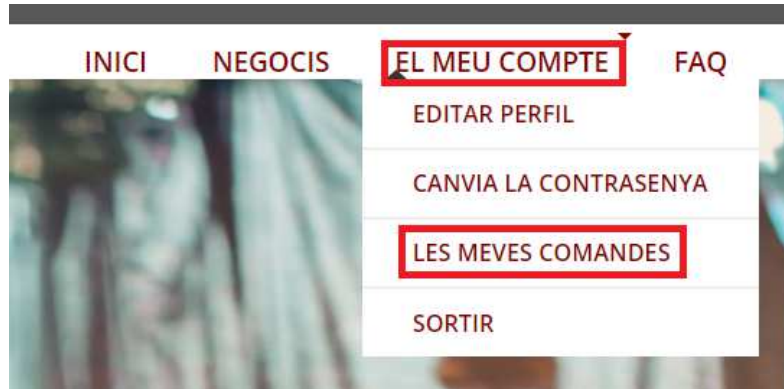 INICI NEGOCIS EL MEU COMPTE FAQ
EDITAR PERFIL
CANVIA LA CONTRASENYA
LES MEVES COMANDES
SORTIR